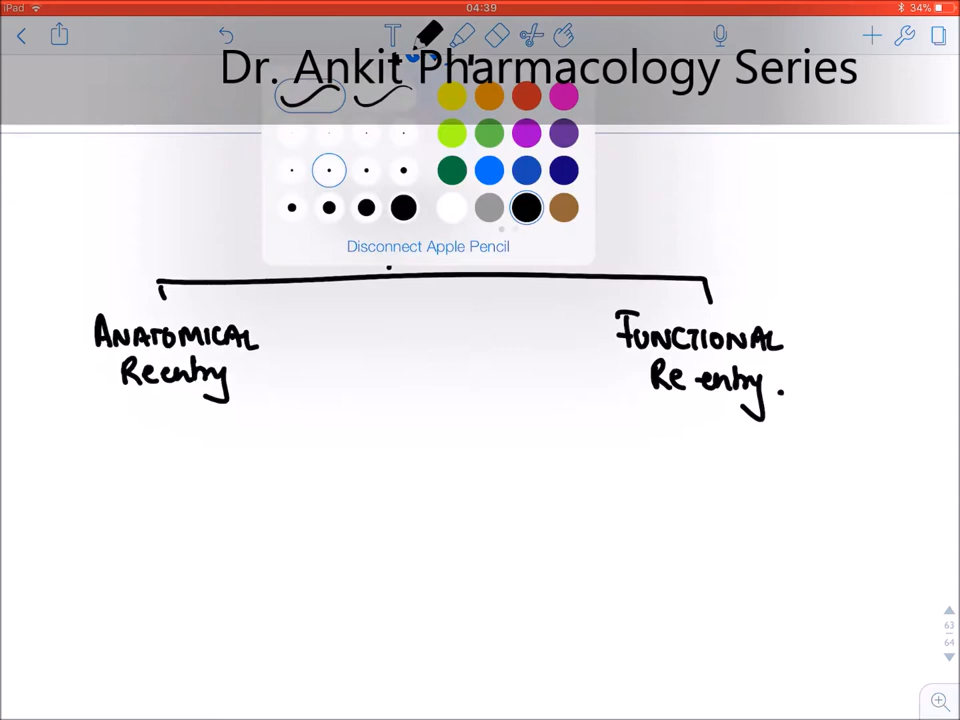 iPad 04:39 34%
Dr. Ankit Pharmacology Series
Disconnect Apple Pencil
ANATOMICAL
Reentry
FUNCTIONAL
Re-entry.
63
64